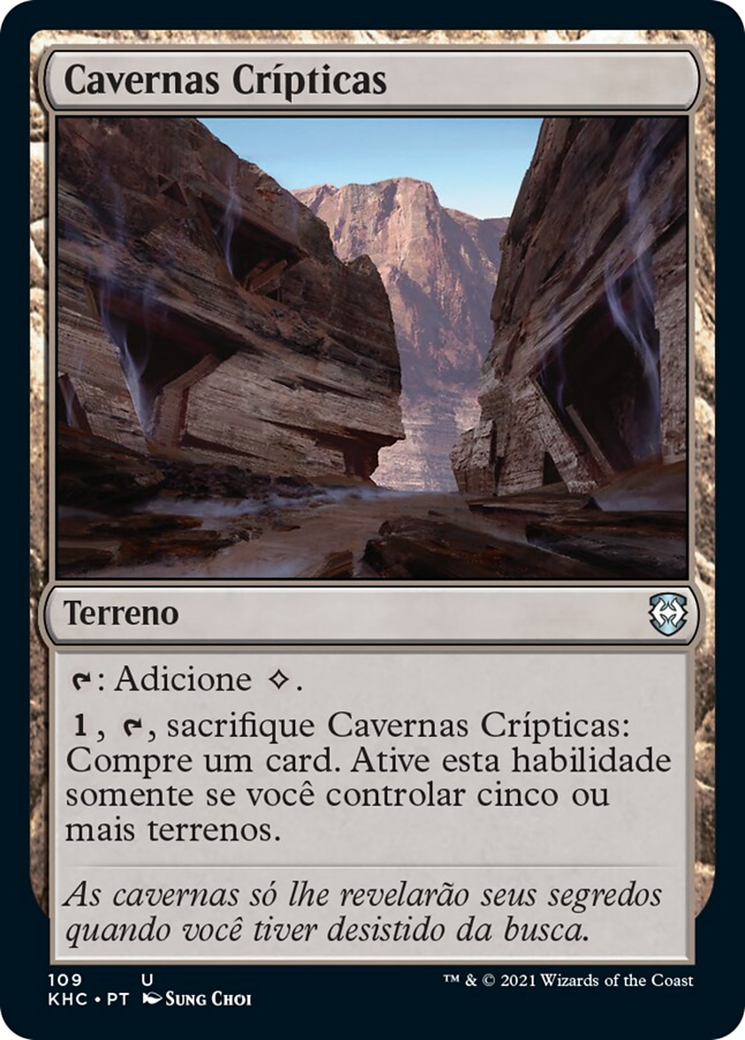 Cavernas Crípticas
Terreno
: Adicione .
1, , sacrifique Cavernas Crípticas:
Compre um card. Ative esta habilidade
somente se você controlar cinco ou
mais terrenos.
As cavernas só lhe revelarão seus segredos
quando você tiver desistido da busca.
109 U
KHC • PT Sung Choi
™ & © 2021 Wizards of the Coast